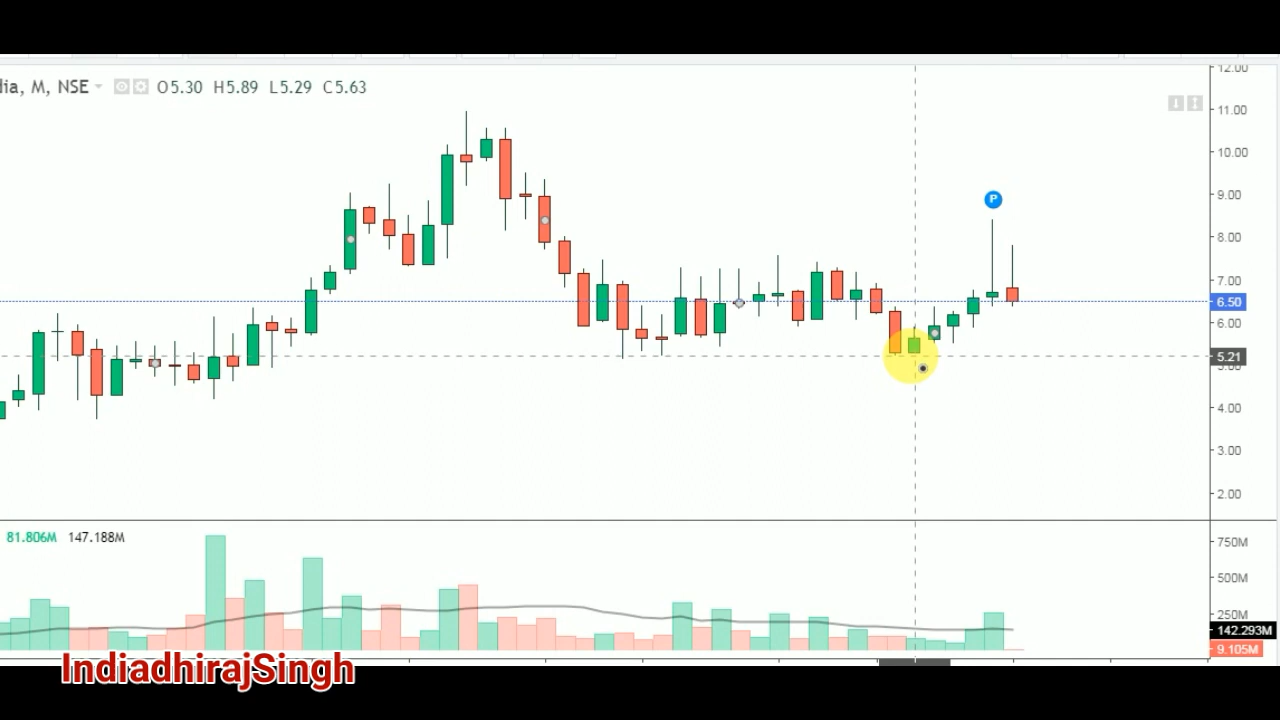 dia, M, NSE O5.30 H5.89 L5.29 C5.63
12.00
11.00
10.00
9.00
P
8.00
7.00
6.50
6.00
5.21
5.00
4.00
3.00
2.00
81.806M 147.188M
750M
500M
250M
142.293M
9.105M
IndiadhirajSingh